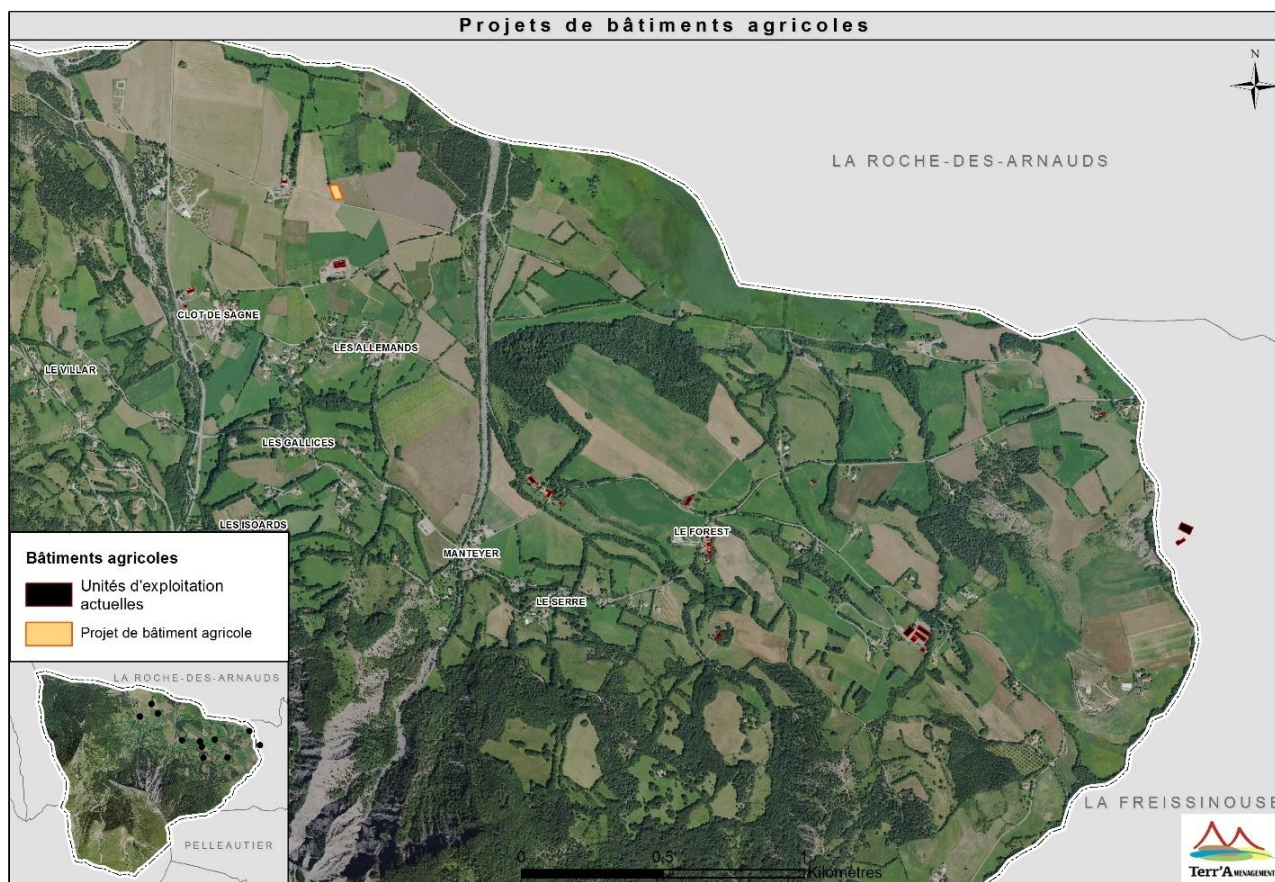 Projets de bâtiments agricoles
N
LA ROCHE-DES-ARNAUDS
CLOT DE SAGNE
LES ALLEMANDS
LE VILLAR
LES GALLICES
LES ISOARDS
LE FOREST
MANTEYER
LE SERRE
Bâtiments agricoles
Unités d'exploitation
actuelles
Projet de bâtiment agricole
LA ROCHE-DES-ARNAUDS
PELLEAUTIER
LA FREISSINOUSE
0 0,5 1
Kilomètres
Terr'A MENAGEMENT